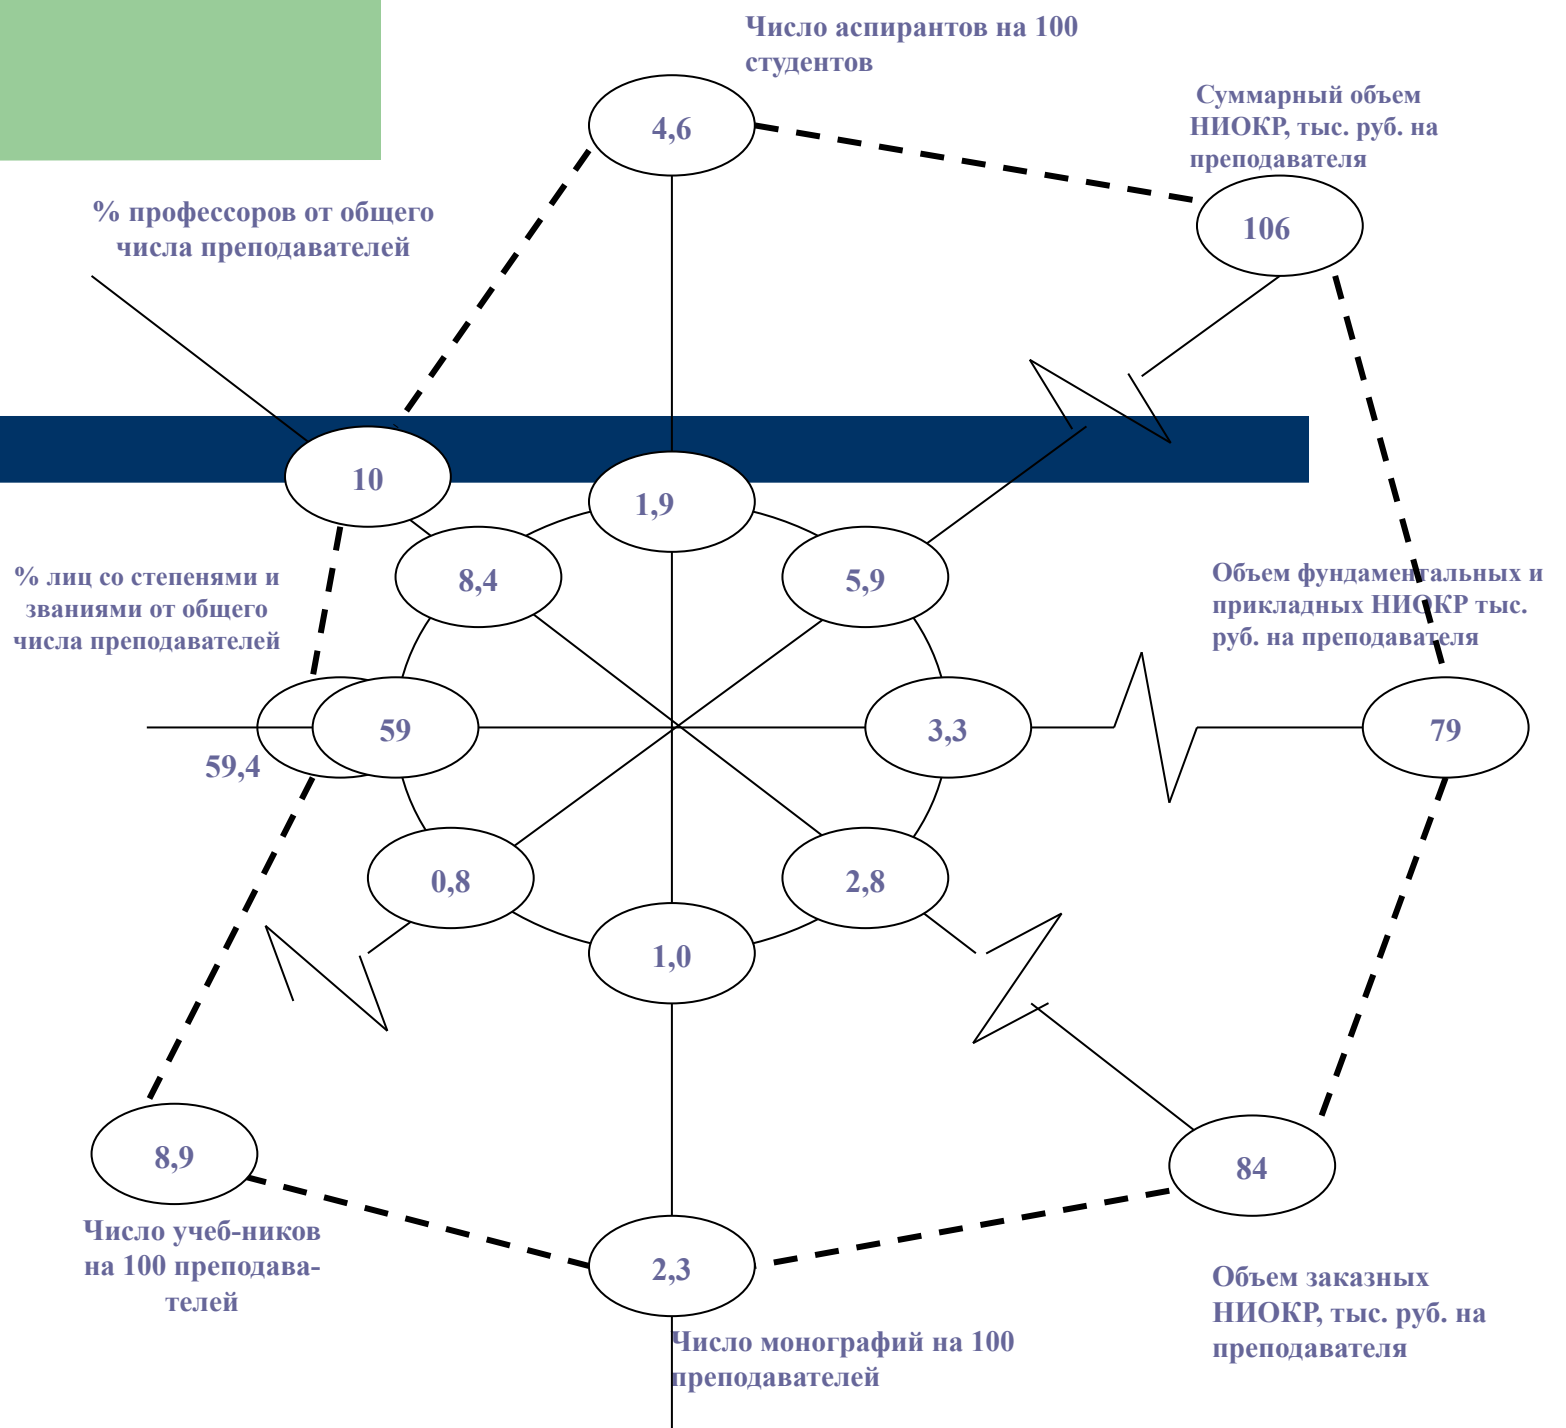 Число аспирантов на 100
студентов
4,6
Суммарный объем
НИОКР, тыс. руб. на
преподавателя
106
% профессоров от общего
числа преподавателей
10
1,9
8,4
5,9
% лиц со степенями и
званиями от общего
числа преподавателей
Объем фундаментальных и
прикладных НИОКР тыс.
руб. на преподавателя
59
59,4
3,3
79
0,8
2,8
1,0
8,9
84
Число учеб-ников
на 100 преподава-
телей
2,3
Объем заказных
НИОКР, тыс. руб. на
преподавателя
Число монографий на 100
преподавателей